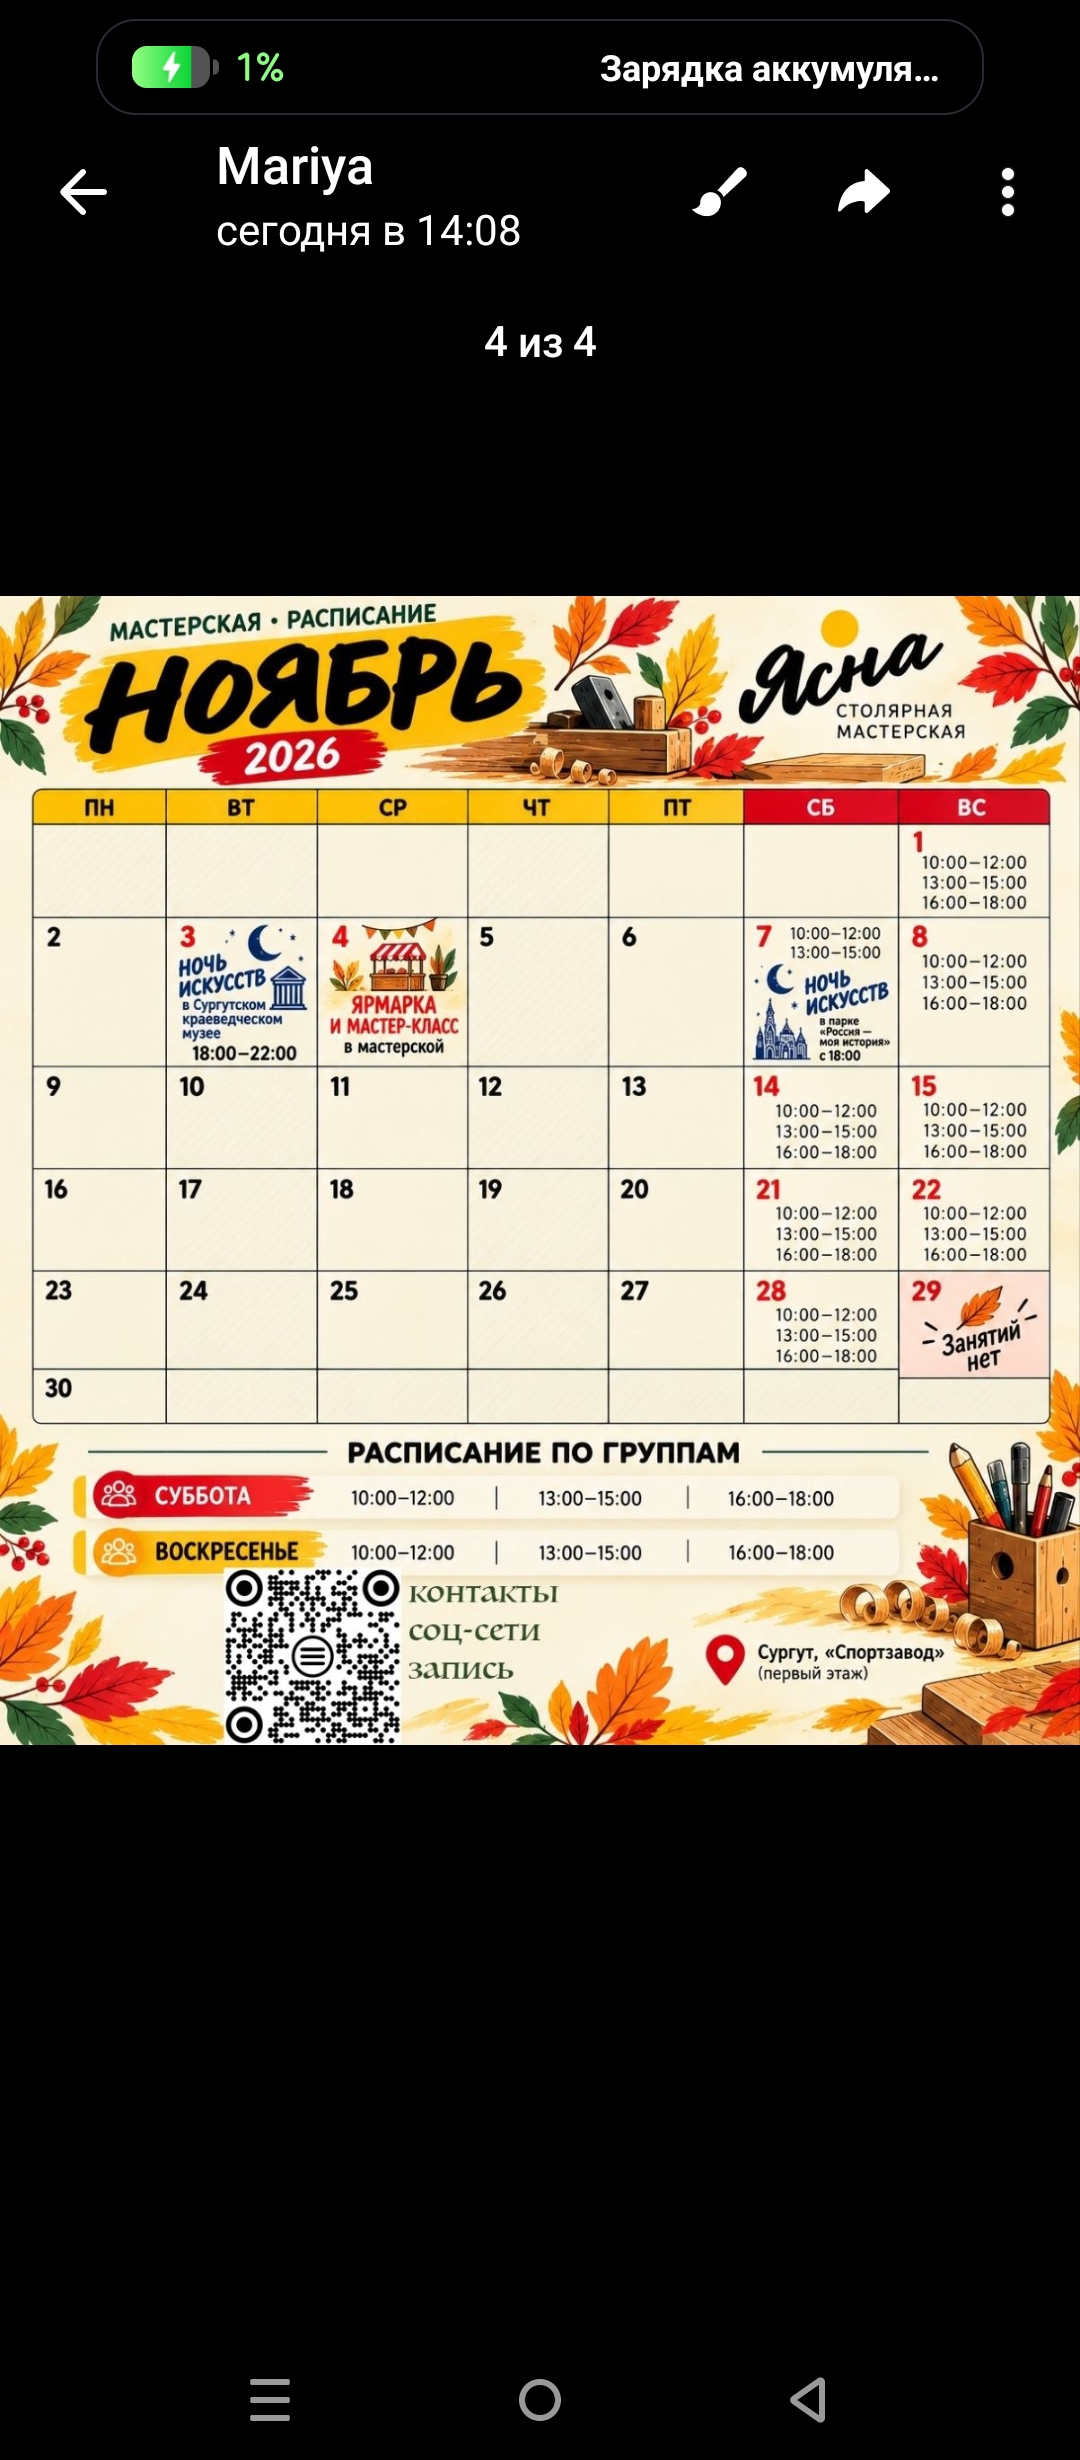 1%
Зарядка аккумуля...
Mariya
сегодня в 14:08
4 из 4
МАСТЕРСКАЯ • РАСПИСАНИЕ
НОЯБРЬ
2026
Ясна
СТОЛЯРНАЯ
МАСТЕРСКАЯ
ПН ВТ СР ЧТ ПТ СБ ВС
1
10:00–12:00
13:00–15:00
16:00–18:00
2
3
НОЧЬ
ИСКУССТВ
в Сургутском
краеведческом
музее
18:00–22:00
4
ЯРМАРКА
И МАСТЕР-КЛАСС
в мастерской
5
6
7
10:00–12:00
13:00–15:00
НОЧЬ
ИСКУССТВ
в парке
«Россия –
моя история»
с 18:00
8
10:00–12:00
13:00–15:00
16:00–18:00
9
10
11
12
13
14
10:00–12:00
13:00–15:00
16:00–18:00
15
10:00–12:00
13:00–15:00
16:00–18:00
16
17
18
19
20
21
10:00–12:00
13:00–15:00
16:00–18:00
22
10:00–12:00
13:00–15:00
16:00–18:00
23
24
25
26
27
28
10:00–12:00
13:00–15:00
16:00–18:00
29
Занятий
нет
30
РАСПИСАНИЕ ПО ГРУППАМ
СУББОТА 10:00–12:00 | 13:00–15:00 | 16:00–18:00
ВОСКРЕСЕНЬЕ 10:00–12:00 | 13:00–15:00 | 16:00–18:00
контакты
соц-сети
запись
Сургут, «Спортзавод»
(первый этаж)